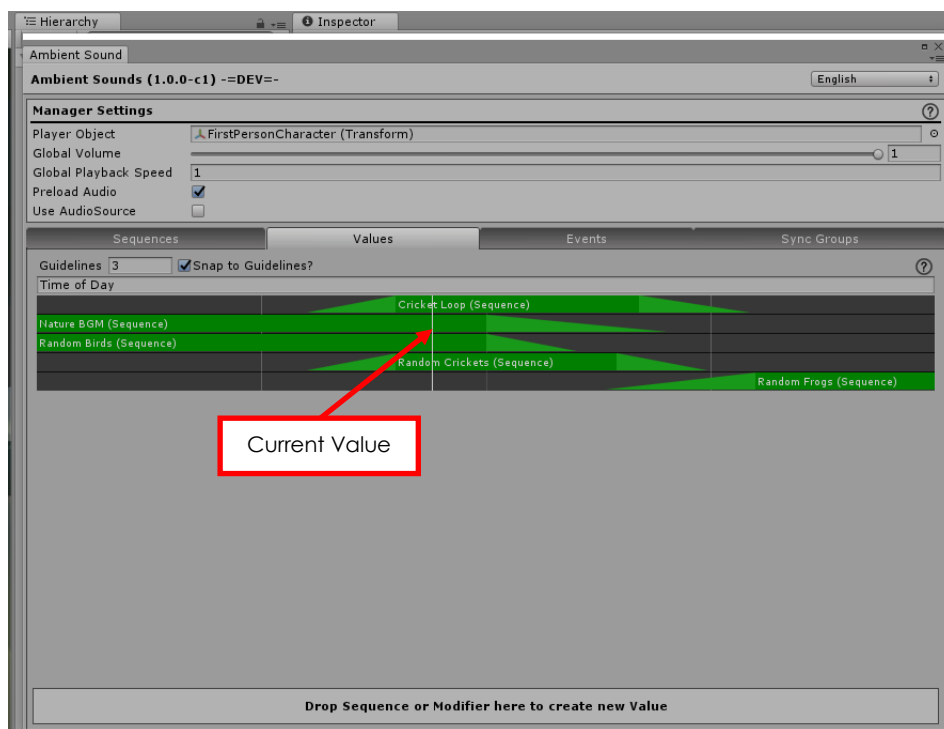 Hierarchy
Inspector
Ambient Sound
Ambient Sounds (1.0.0-c1) -=DEV=-
English
Manager Settings
Player Object FirstPersonCharacter (Transform)
Global Volume 1
Global Playback Speed 1
Preload Audio
Use AudioSource
Sequences Values Events Sync Groups
Guidelines 3 Snap to Guidelines?
Time of Day
Cricket Loop (Sequence)
Nature BGM (Sequence)
Random Birds (Sequence)
Random Crickets (Sequence)
Random Frogs (Sequence)
Current Value
Drop Sequence or Modifier here to create new Value